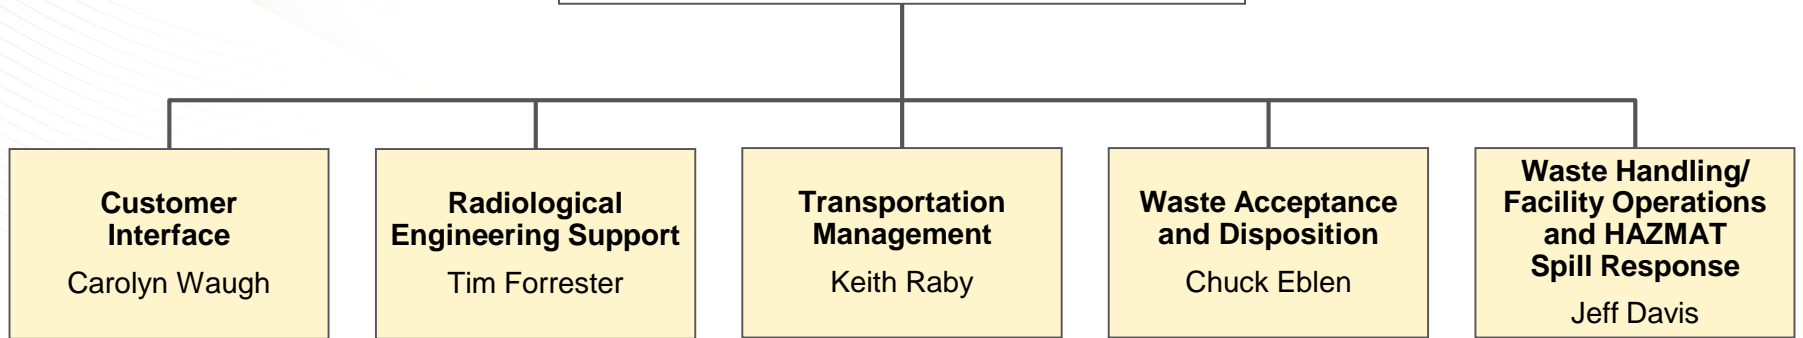 Customer
Interface
Carolyn Waugh
Radiological
Engineering Support
Tim Forrester
Transportation
Management
Keith Raby
Waste Acceptance
and Disposition
Chuck Eblen
Waste Handling/
Facility Operations
and HAZMAT
Spill Response
Jeff Davis